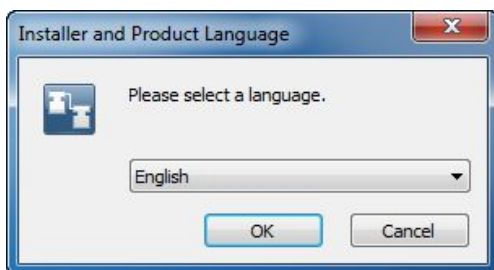 Installer and Product Language
Please select a language.
English
OK
Cancel